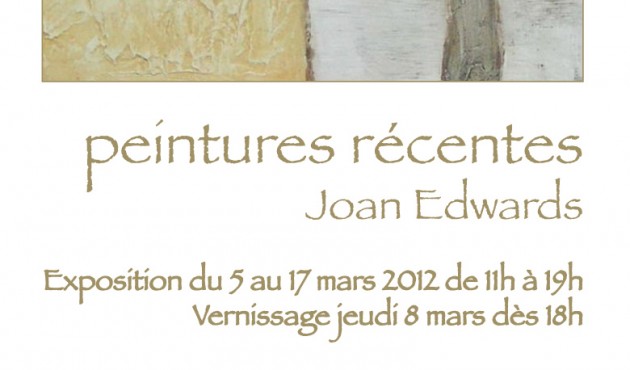 peintures récentes
Joan Edwards
Exposition du 5 au 17 mars 2012 de 11h à 19h
Vernissage jeudi 8 mars dès 18h